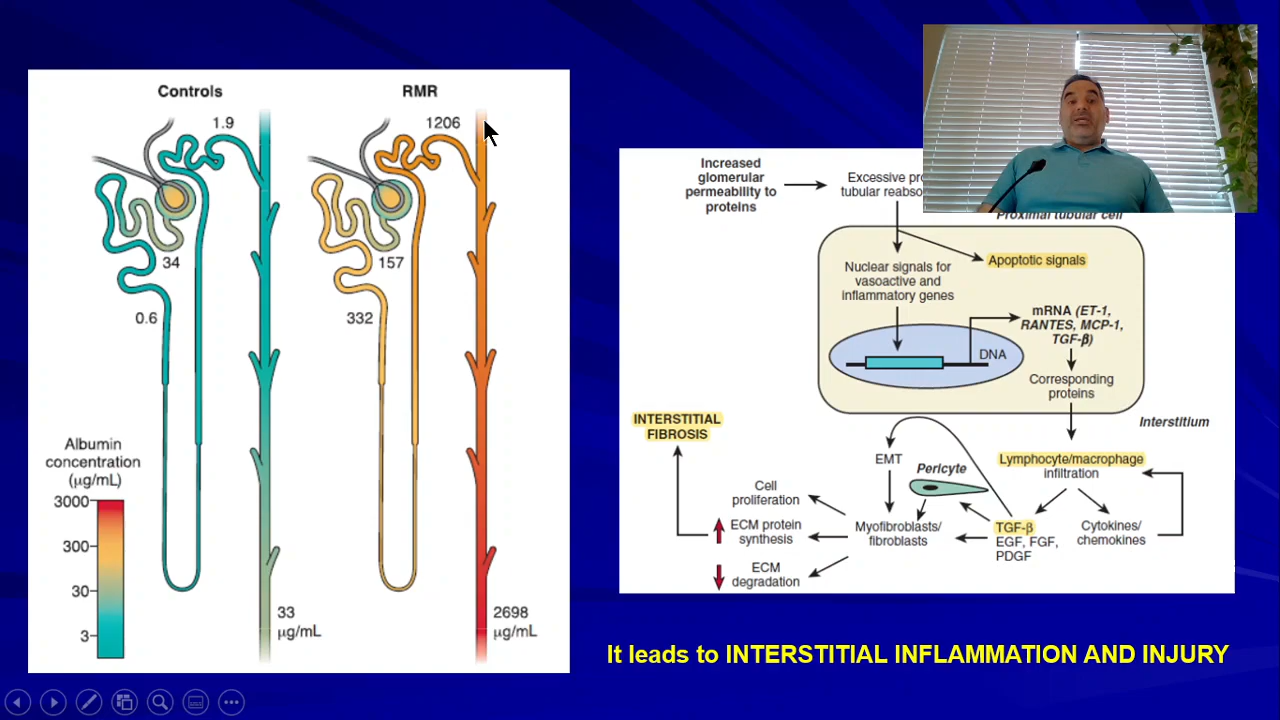 Controls
RMR
1.9
1206
34
157
0.6
332
Albumin
concentration
(μg/mL)
3000
300
30
3
33
μg/mL
2698
μg/mL
Increased
glomerular
permeability to
proteins
Excessive
tubular
Proximal tubular cell
Apoptotic signals
Nuclear signals for
vasoactive and
inflammatory genes
mRNA (ET-1,
RANTES, MCP-1,
TGF-β)
DNA
Corresponding
proteins
Interstitium
INTERSTITIAL
FIBROSIS
EMT
Pericyte
Lymphocyte/macrophage
infiltration
Cell
proliferation
ECM protein
synthesis
ECM
degradation
Myofibroblasts/
fibroblasts
TGF-β
EGF, FGF,
PDGF
Cytokines/
chemokines
It leads to INTERSTITIAL INFLAMMATION AND INJURY